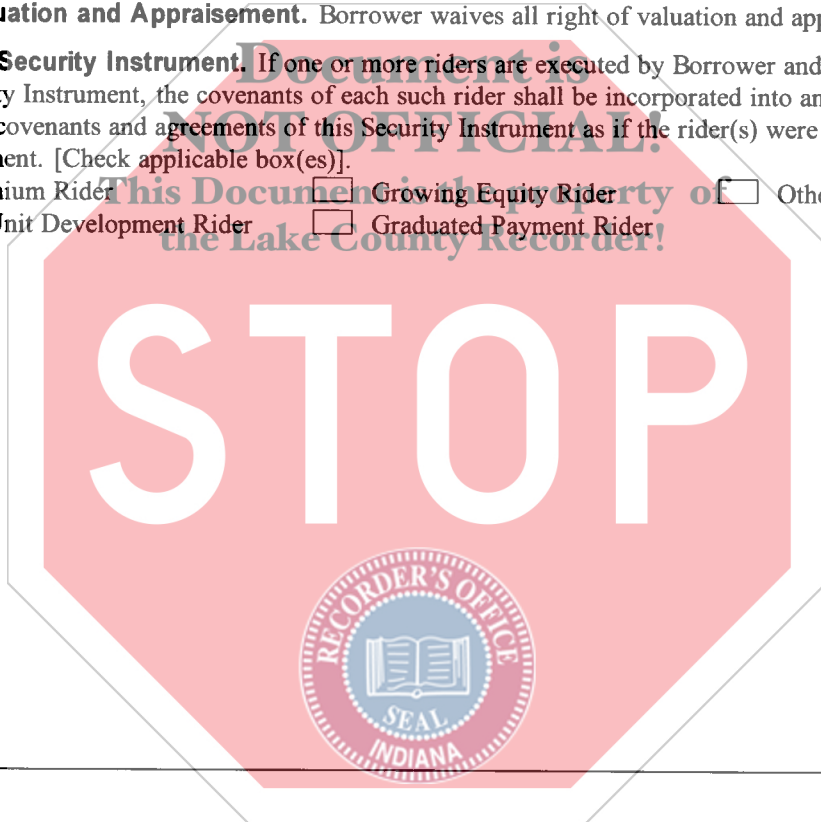 uation and Appraisement. Borrower waives all right of valuation and app
Security Instrument. If one or more riders are executed by Borrower and
Document is
y Instrument, the covenants of each such rider shall be incorporated into an
covenants and agreements of this Security Instrument as if the rider(s) were
NOT OFFICIAL!
ent. [Check applicable box(es)].
ium Rider Growing Equity Rider Othe
This Document is the property of
Unit Development Rider Graduated Payment Rider
the Lake County Recorder!
STOP
RECORDER'S OFFICE
SEAL
INDIANA